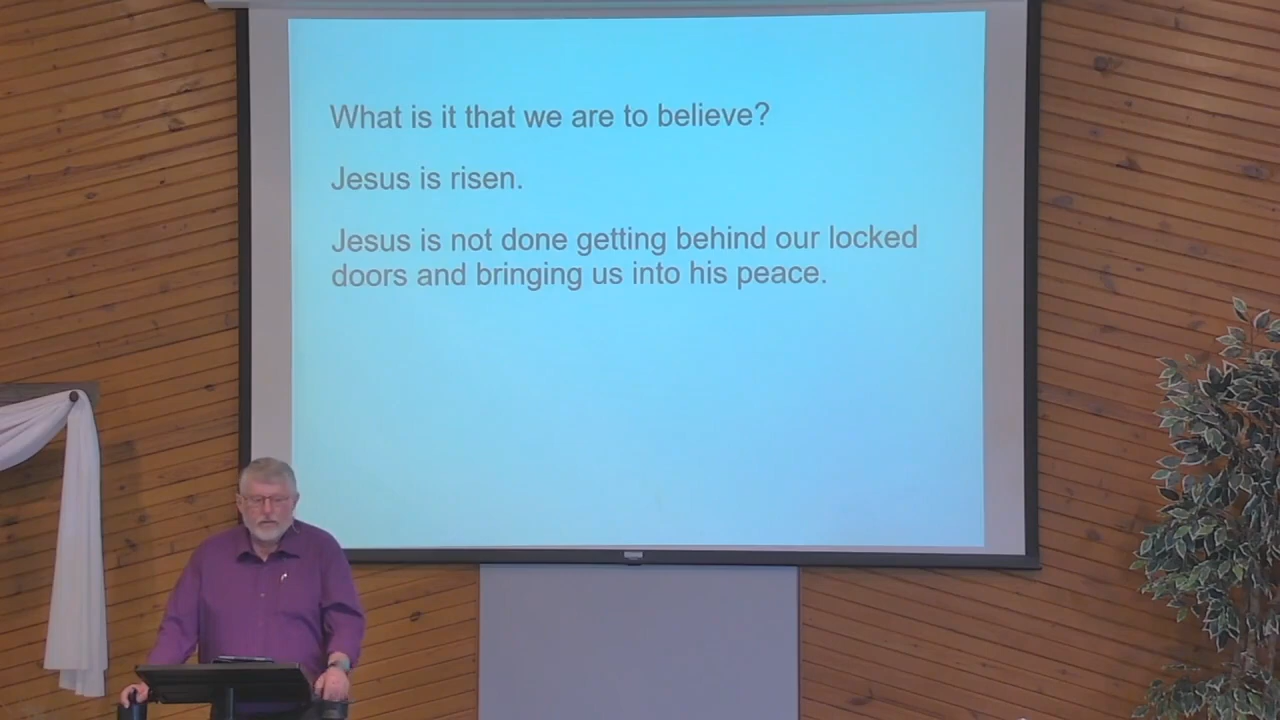 What is it that we are to believe?
Jesus is risen.
Jesus is not done getting behind our locked
doors and bringing us into his peace.